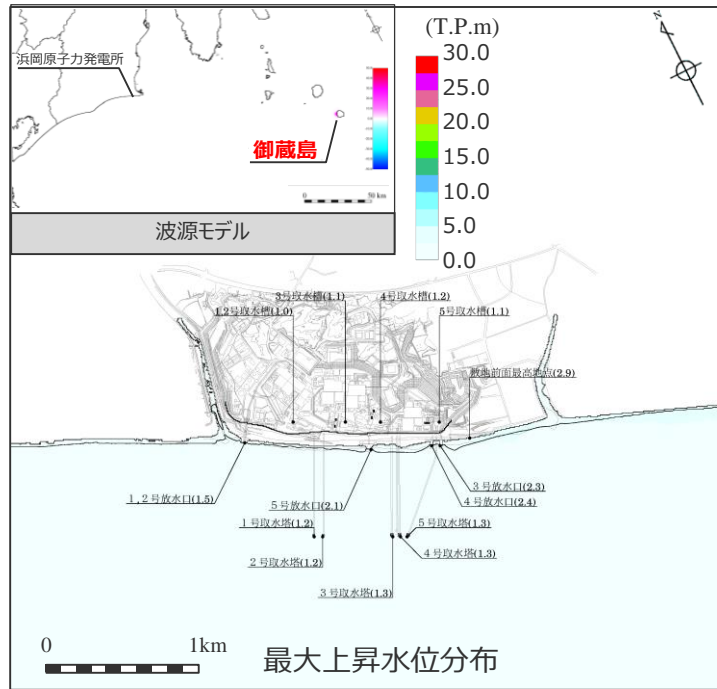 浜岡原子力発電所
御蔵島
0 50 km
波源モデル
(T.P.m)
30.0
25.0
20.0
15.0
10.0
5.0
0.0
N
3号取水槽(1.1)
4号取水槽(1.2)
1,2号取水槽(1.0)
5号取水槽(1.1)
敷地前面最高地点(2.9)
3号放水口(2.3)
1,2号放水口(1.5)
5号放水口(2.1)
4号放水口(2.4)
1号取水塔(1.2)
5号取水塔(1.3)
2号取水塔(1.2)
4号取水塔(1.3)
3号取水塔(1.3)
0 1km
最大上昇水位分布